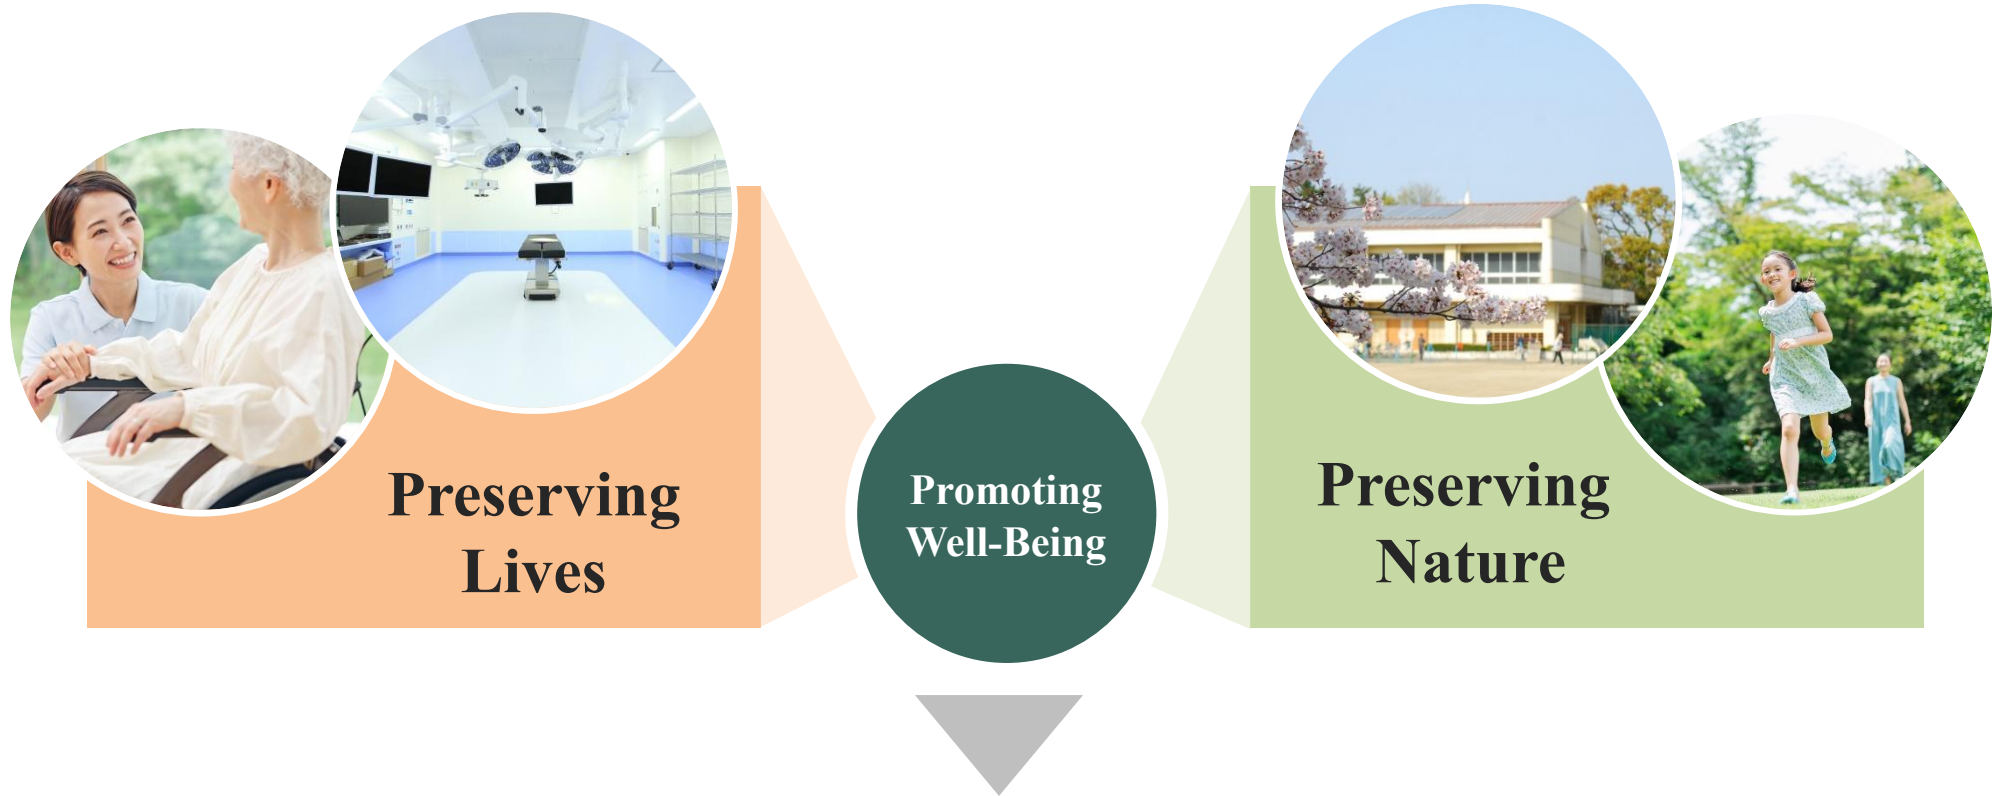 Preserving
Lives
Promoting
Well-Being
Preserving
Nature